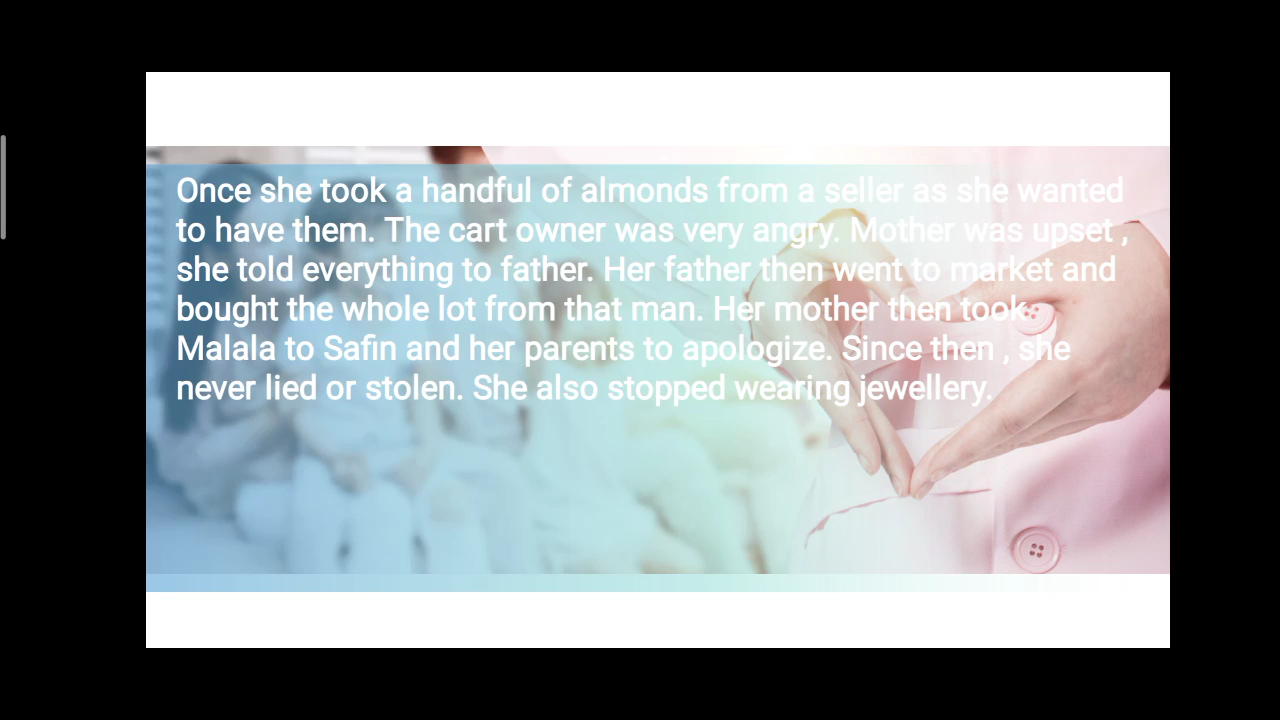 Once she took a handful of almonds from a seller as she wanted
to have them. The cart owner was very angry. Mother was upset ,
she told everything to father. Her father then went to market and
bought the whole lot from that man. Her mother then took
Malala to Safin and her parents to apologize. Since then , she
never lied or stolen. She also stopped wearing jewellery.